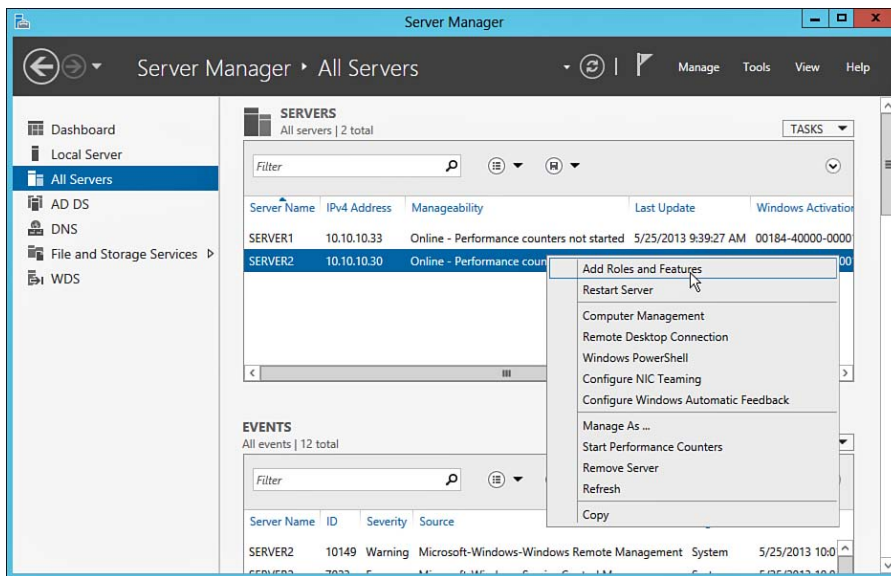 Server Manager
Server Manager • All Servers
Manage Tools View Help
Dashboard
Local Server
All Servers
AD DS
DNS
File and Storage Services
WDS
SERVERS
All servers | 2 total
TASKS
Filter
Server Name IPv4 Address Manageability Last Update Windows Activation
SERVER1 10.10.10.33 Online - Performance counters not started 5/25/2013 9:39:27 AM 00184-40000-0000
SERVER2 10.10.10.30 Online - Performance
Add Roles and Features
Restart Server
Computer Management
Remote Desktop Connection
Windows PowerShell
Configure NIC Teaming
Configure Windows Automatic Feedback
Manage As ...
Start Performance Counters
Remove Server
Refresh
Copy
EVENTS
All events | 12 total
Filter
Server Name ID Severity Source
SERVER2 10149 Warning Microsoft-Windows-Windows Remote Management System 5/25/2013